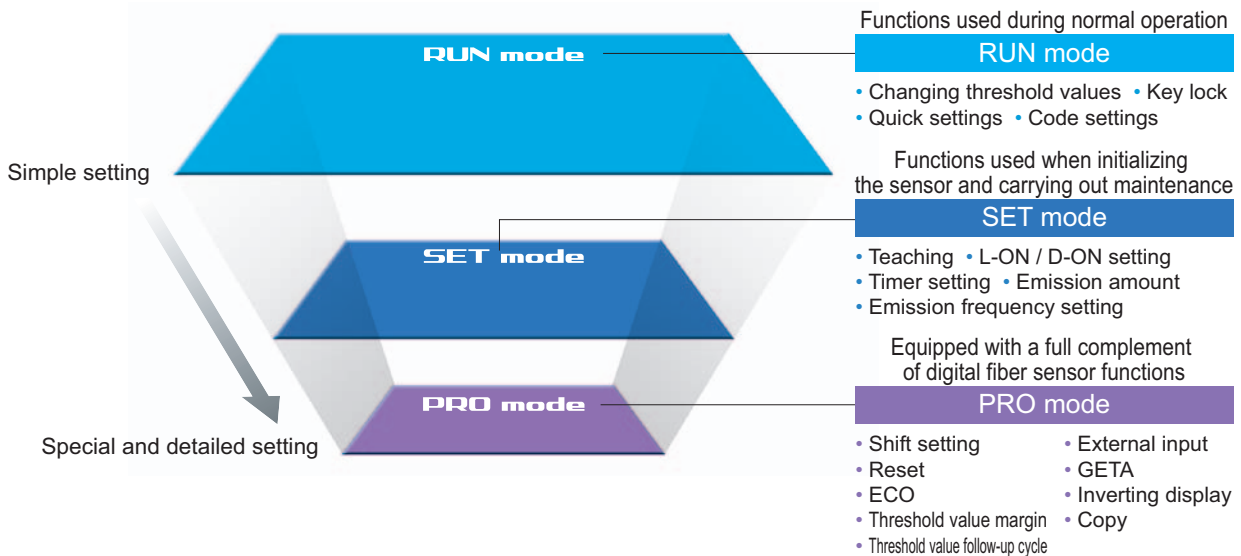 Functions used during normal operation
RUN mode
RUN mode
• Changing threshold values • Key lock
• Quick settings • Code settings
Simple setting
Functions used when initializing
the sensor and carrying out maintenance
SET mode
SET mode
• Teaching • L-ON / D-ON setting
• Timer setting • Emission amount
• Emission frequency setting
Equipped with a full complement
of digital fiber sensor functions
PRO mode
PRO mode
Special and detailed setting
• Shift setting
• Reset
• ECO
• Threshold value margin
• Threshold value follow-up cycle
• External input
• GETA
• Inverting display
• Copy